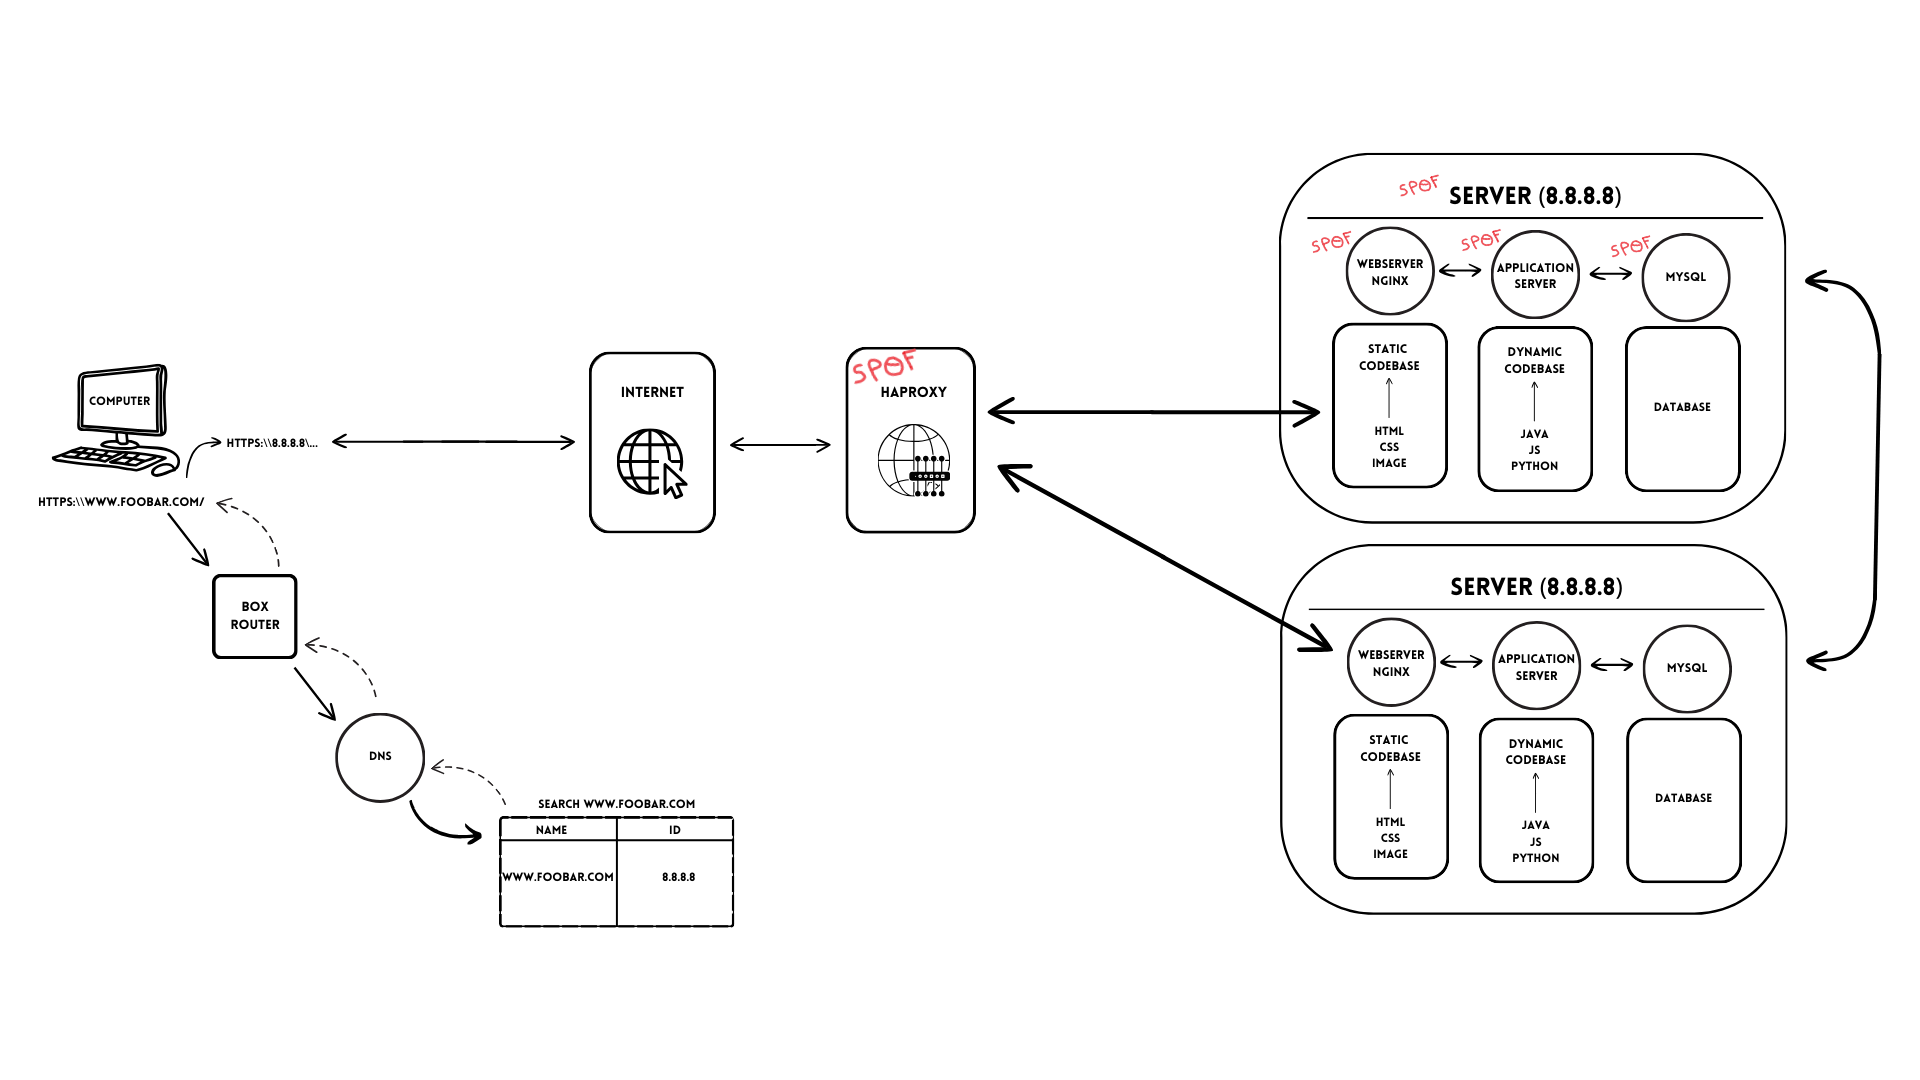 COMPUTER
HTTPS:\\8.8.8.8\...
HTTPS:\\WWW.FOOBAR.COM/
BOX
ROUTER
DNS
SEARCH WWW.FOOBAR.COM
NAME ID
WWW.FOOBAR.COM 8.8.8.8
INTERNET
SPOF
HAPROXY
SPOF
SERVER (8.8.8.8)
SPOF
WEBSERVER
NGINX
SPOF
APPLICATION
SERVER
SPOF
MYSQL
STATIC
CODEBASE
HTML
CSS
IMAGE
DYNAMIC
CODEBASE
JAVA
JS
PYTHON
DATABASE
SERVER (8.8.8.8)
WEBSERVER
NGINX
APPLICATION
SERVER
MYSQL
STATIC
CODEBASE
HTML
CSS
IMAGE
DYNAMIC
CODEBASE
JAVA
JS
PYTHON
DATABASE